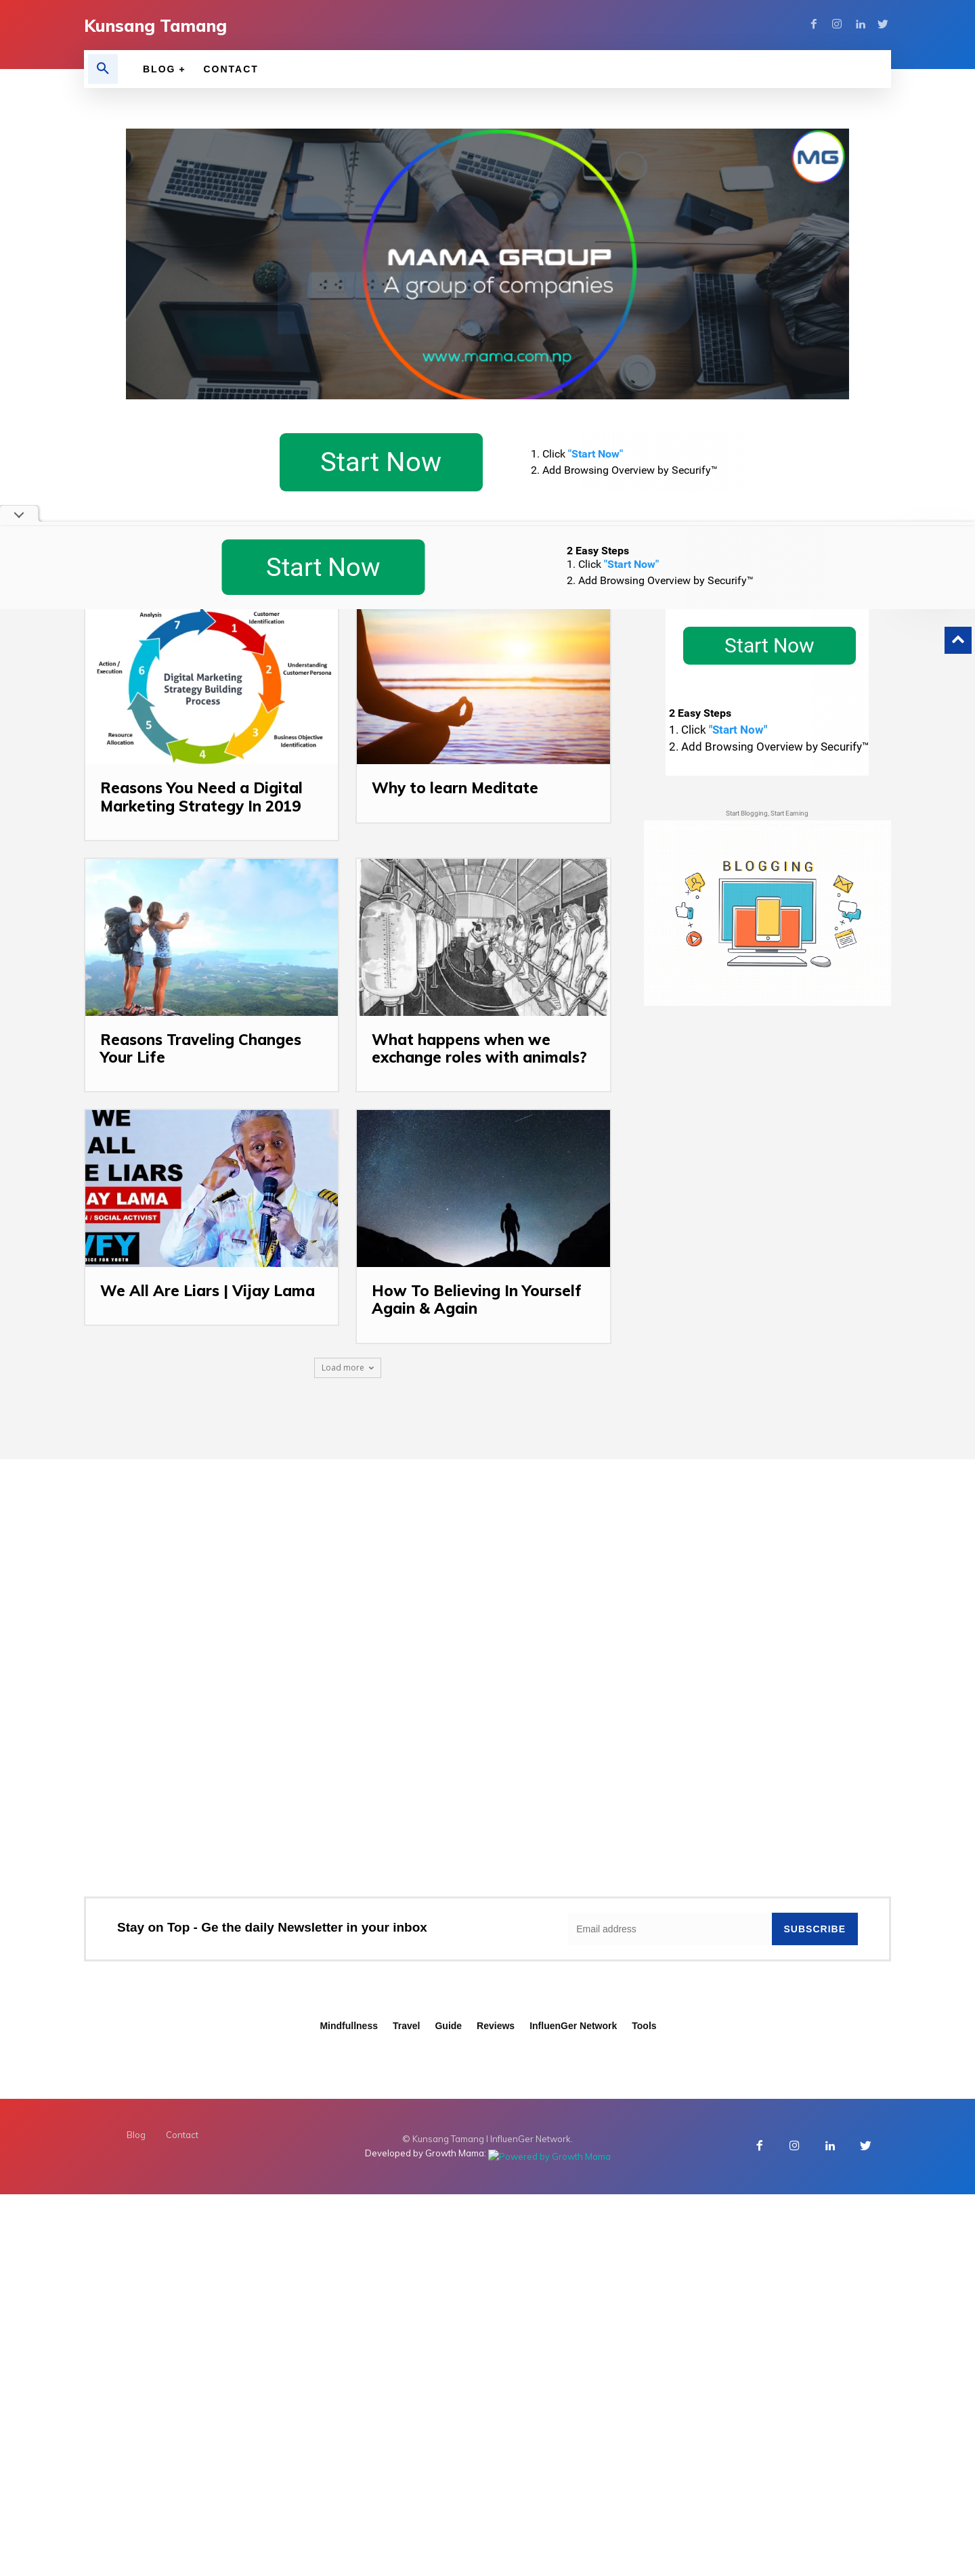 Kunsang Tamang
BLOG +
CONTACT
MG
MAMA GROUP
A group of companies
www.mama.com.np
Start Now
1. Click "Start Now"
2. Add Browsing Overview by Securify™
Start Now
2 Easy Steps
1. Click "Start Now"
2. Add Browsing Overview by Securify™
Analysis
Customer
Identification
7
1
Action /
Execution
6
2
Understanding
Customer Persona
Digital Marketing
Strategy Building
Process
5
3
Resource
Allocation
4
Business Objective
Identification
Reasons You Need a Digital
Marketing Strategy In 2019
Why to learn Meditate
Start Now
2 Easy Steps
1. Click "Start Now"
2. Add Browsing Overview by Securify™
Start Blogging, Start Earning
BLOGGING
Reasons Traveling Changes
Your Life
What happens when we
exchange roles with animals?
WE
ALL
E LIARS
AY LAMA
N / SOCIAL ACTIVIST
VFY
ICE FOR YOUTH
We All Are Liars | Vijay Lama
How To Believing In Yourself
Again & Again
Load more
Stay on Top - Ge the daily Newsletter in your inbox
Email address
SUBSCRIBE
Mindfullness
Travel
Guide
Reviews
InfluenGer Network
Tools
Blog
Contact
© Kunsang Tamang I InfluenGer Network.
Developed by Growth Mama: Powered by Growth Mama